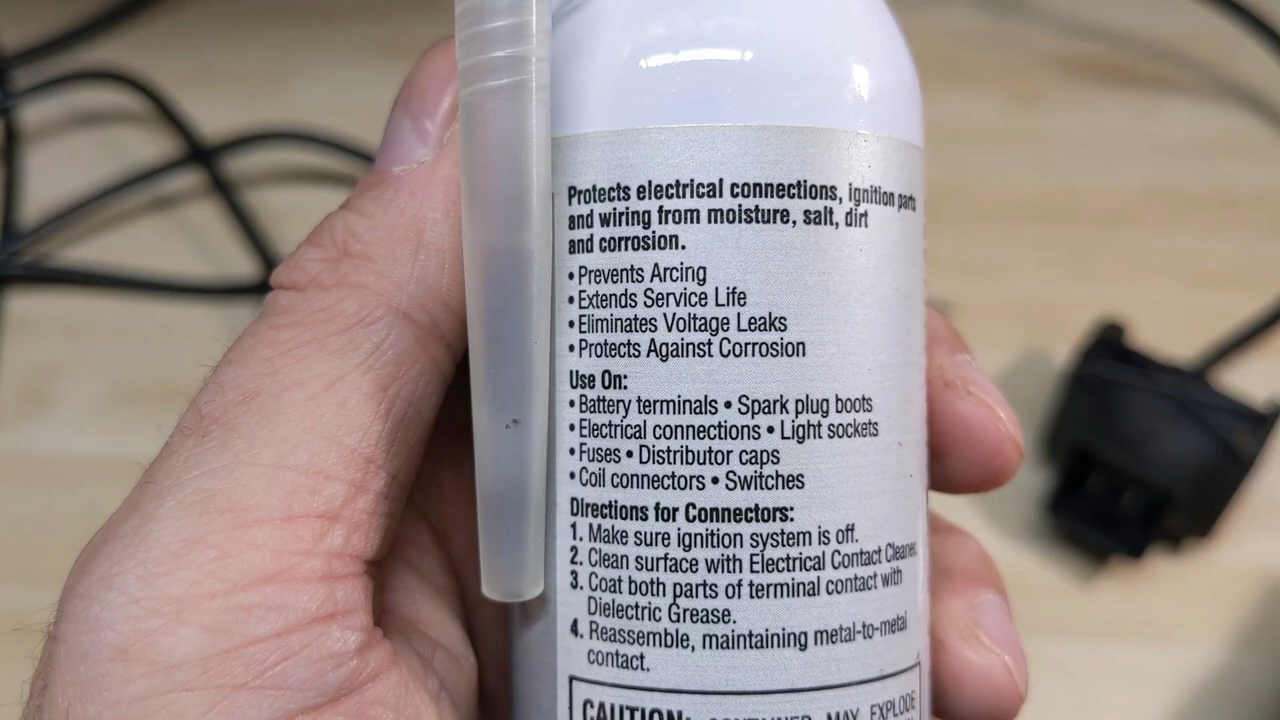 Protects electrical connections, ignition parts
and wiring from moisture, salt, dirt
and corrosion.
• Prevents Arcing
• Extends Service Life
• Eliminates Voltage Leaks
• Protects Against Corrosion
Use On:
• Battery terminals • Spark plug boots
• Electrical connections • Light sockets
• Fuses • Distributor caps
• Coil connectors • Switches
Directions for Connectors:
1. Make sure ignition system is off.
2. Clean surface with Electrical Contact Cleaner.
3. Coat both parts of terminal contact with
Dielectric Grease.
4. Reassemble, maintaining metal-to-metal
contact.
CAUTION: CONTAINER MAY EXPLODE